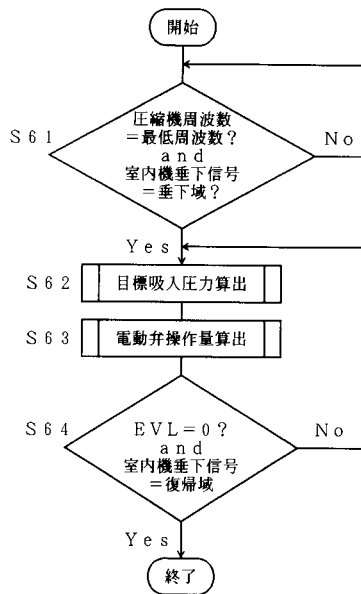 開始
S61
圧縮機周波数
=最低周波数?
and
室内機垂下信号
=垂下域?
No
Yes
S62
目標吸入圧力算出
S63
電動弁操作量算出
S64
EVL=0?
and
室内機垂下信号
=復帰域
No
Yes
終了